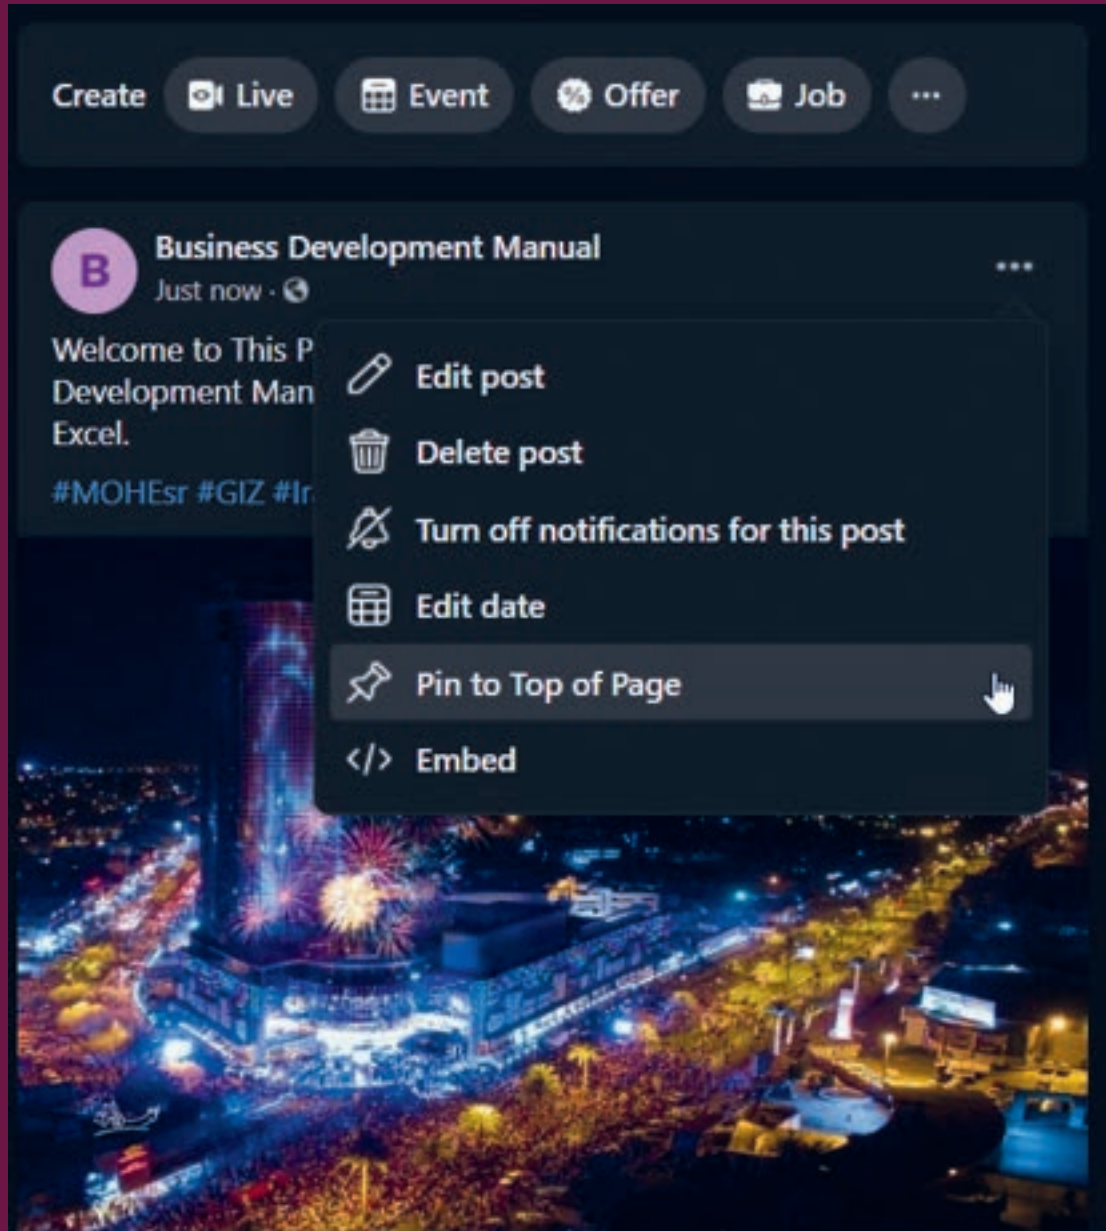 Create Live Event Offer Job ...
B
Business Development Manual
Just now ·
Welcome to This P
Development Man
Excel.
#MOHEsr #GIZ #Ir
Edit post
Delete post
Turn off notifications for this post
Edit date
Pin to Top of Page
</> Embed